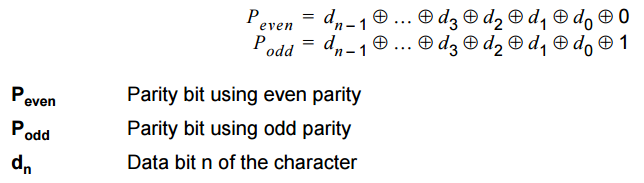 P_even = d_{n–1} ⊕ … ⊕ d_3 ⊕ d_2 ⊕ d_1 ⊕ d_0 ⊕ 0
P_odd = d_{n–1} ⊕ … ⊕ d_3 ⊕ d_2 ⊕ d_1 ⊕ d_0 ⊕ 1
P_even Parity bit using even parity
P_odd Parity bit using odd parity
d_n Data bit n of the character